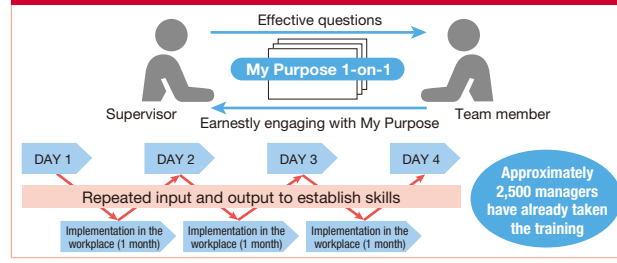 Effective questions
My Purpose 1-on-1
Supervisor
Team member
Earnestly engaging with My Purpose
DAY 1
DAY 2
DAY 3
DAY 4
Repeated input and output to establish skills
Implementation in the
workplace (1 month)
Implementation in the
workplace (1 month)
Implementation in the
workplace (1 month)
Approximately
2,500 managers
have already taken
the training